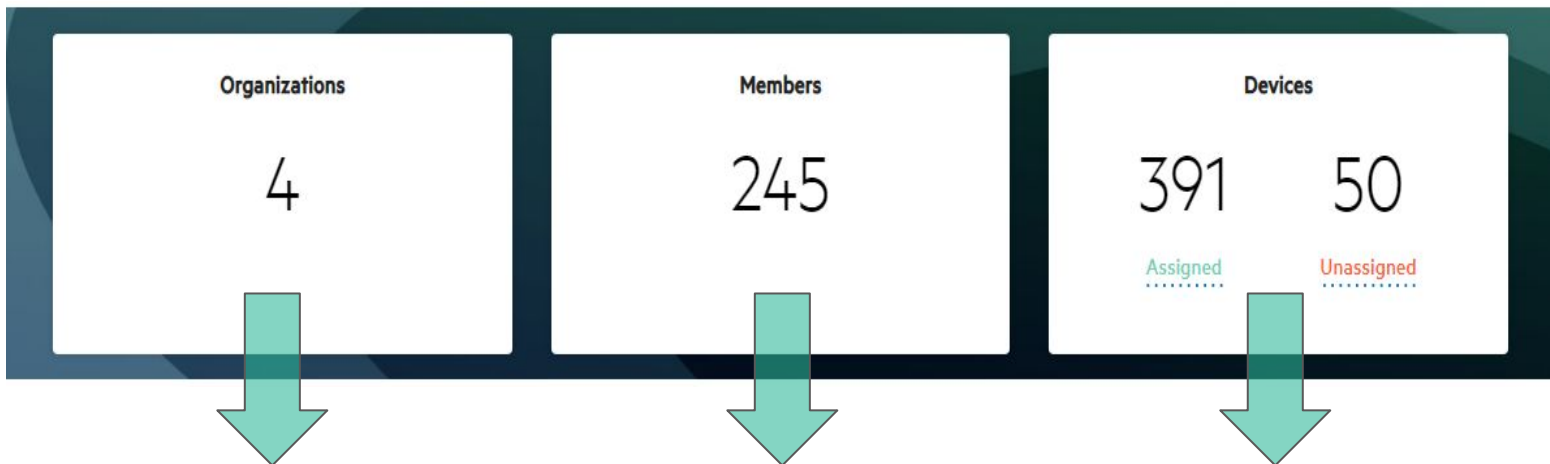 Organizations
Members
Devices
4
245
391
50
Assigned
Unassigned